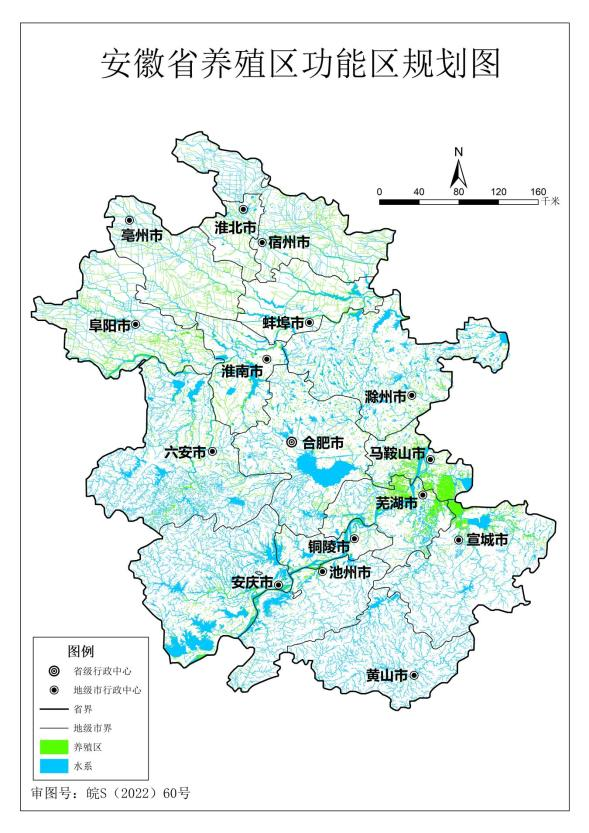 安徽省养殖区功能区规划图
N
0 40 80 120 160
千米
亳州市
淮北市
宿州市
阜阳市
蚌埠市
淮南市
滁州市
六安市
合肥市
马鞍山市
芜湖市
铜陵市
宣城市
安庆市
池州市
黄山市
图例
省级行政中心
地级市行政中心
省界
地级市界
养殖区
水系
审图号：皖S（2022）60号